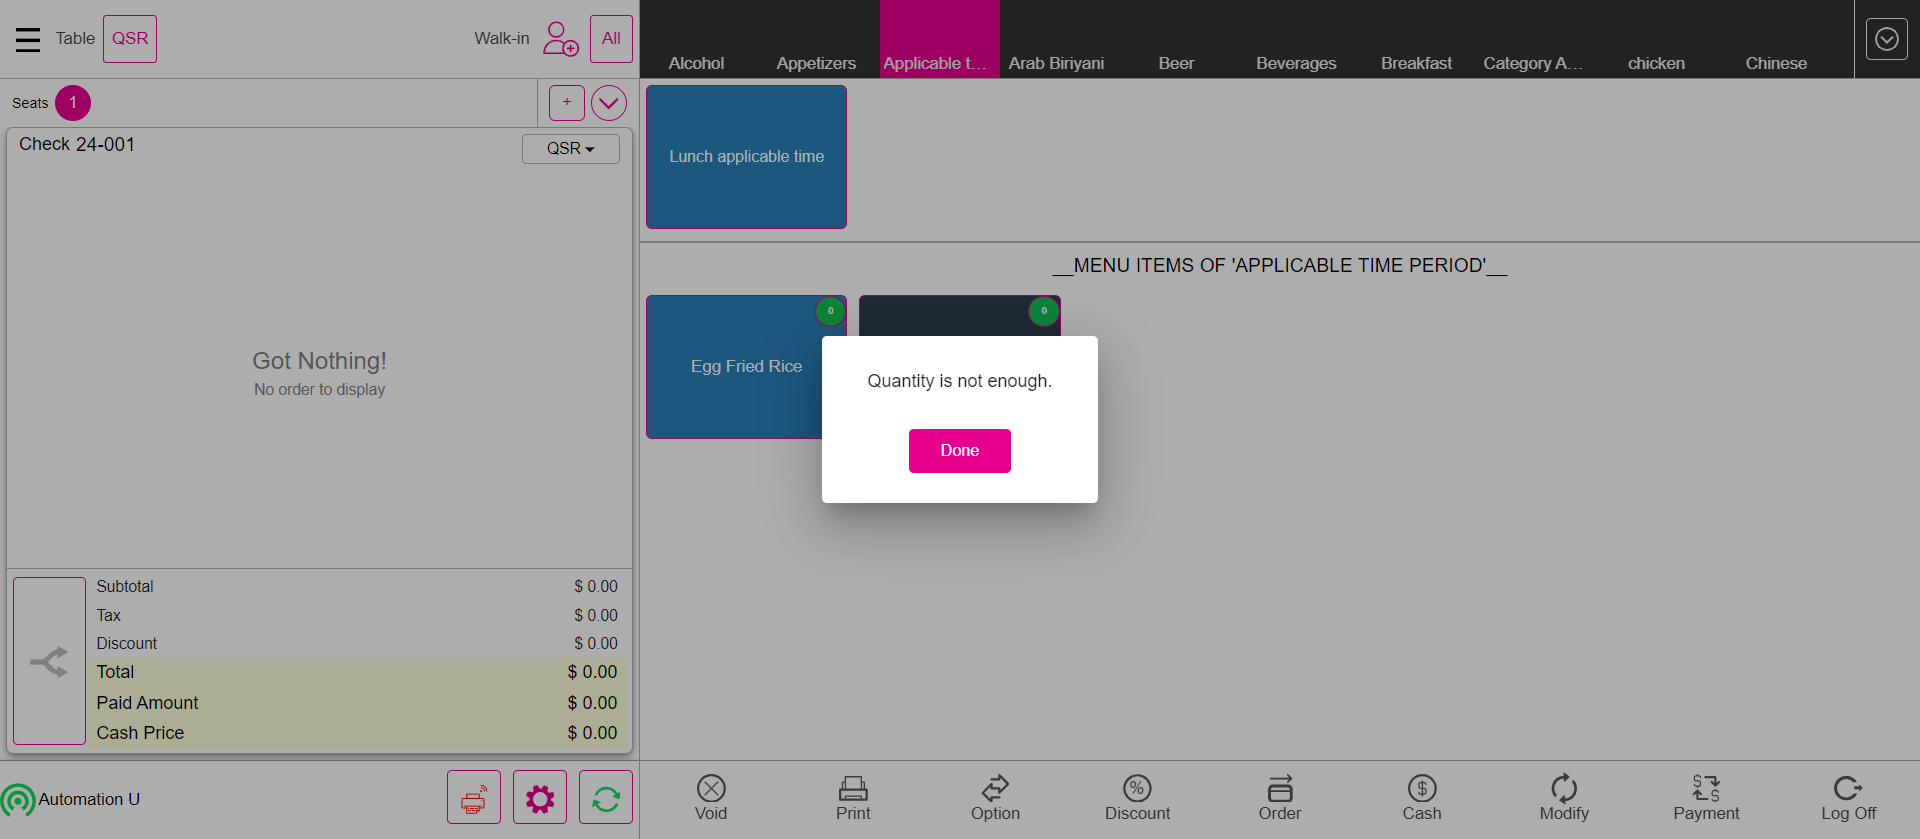 Table
QSR
Walk-in
All
Alcohol
Appetizers
Applicable t...
Arab Biriyani
Beer
Beverages
Breakfast
Category A...
chicken
Chinese
Seats
1
+
Check 24-001
QSR
Lunch applicable time
__MENU ITEMS OF 'APPLICABLE TIME PERIOD'__
0
0
Egg Fried Rice
Quantity is not enough.
Done
Got Nothing!
No order to display
Subtotal $ 0.00
Tax $ 0.00
Discount $ 0.00
Total $ 0.00
Paid Amount $ 0.00
Cash Price $ 0.00
Automation U
Void
Print
Option
Discount
Order
Cash
Modify
Payment
Log Off